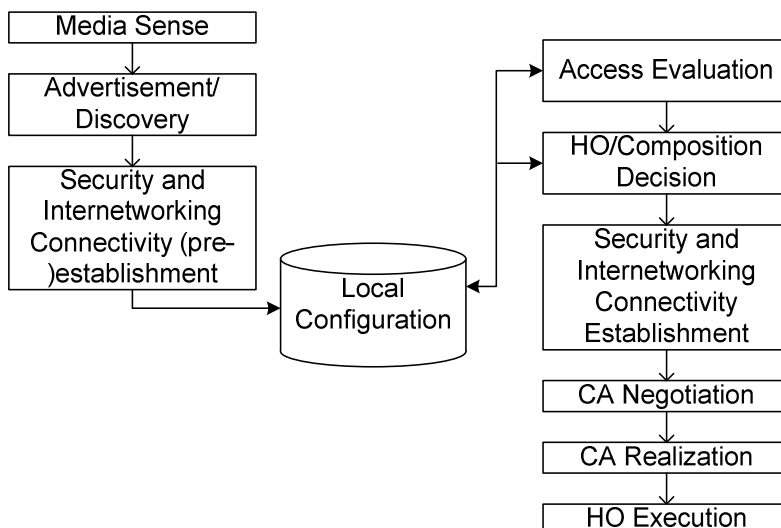 Media Sense
Advertisement/
Discovery
Security and
Internetworking
Connectivity (pre-
)establishment
Local
Configuration
Access Evaluation
HO/Composition
Decision
Security and
Internetworking
Connectivity
Establishment
CA Negotiation
CA Realization
HO Execution